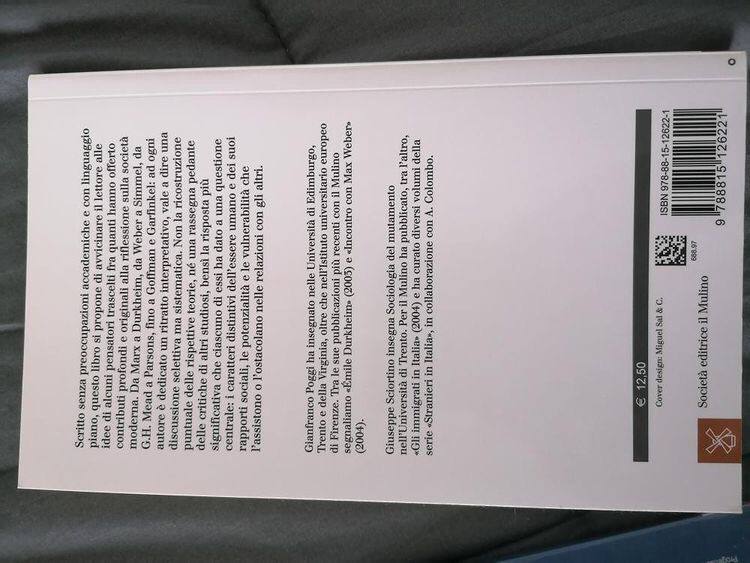 Scritto senza preoccupazioni accademiche e con linguaggio
piano, questo libro si propone di avvicinare il lettore alle
idee di alcuni pensatori trascelti fra quanti hanno offerto
contributi profondi e originali alla riflessione sulla società
moderna. Da Marx a Durkheim, da Weber a Simmel, da
G.H. Mead a Parsons, fino a Goffman e Garfinkel: ad ogni
autore è dedicato un ritratto interpretativo, vale a dire una
discussione selettiva ma sistematica. Non la ricostruzione
puntuale delle rispettive teorie, né una rassegna pedante
delle critiche di altri studiosi, bensì la risposta più
significativa che ciascuno di essi ha dato a una questione
centrale: i caratteri distintivi dell'essere umano e dei suoi
rapporti sociali, le potenzialità e le vulnerabilità che
l'assistono o l'ostacolano nelle relazioni con gli altri.
Gianfranco Poggi ha insegnato nelle Università di Edimburgo,
Trento e della Virginia, oltre che nell'Istituto universitario europeo
di Firenze. Tra le sue pubblicazioni più recenti con il Mulino
segnaliamo «Émile Durkheim» (2005) e «Incontro con Max Weber»
(2004).
Giuseppe Sciortino insegna Sociologia del mutamento
nell'Università di Trento. Per il Mulino ha pubblicato, tra l'altro,
«Gli immigrati in Italia» (2004) e ha curato diversi volumi della
serie «Stranieri in Italia», in collaborazione con A. Colombo.
€ 12,50
Cover design: Miguel Sal & C.
Società editrice il Mulino
688.97
ISBN 978-88-15-12622-1
9 788815 126221